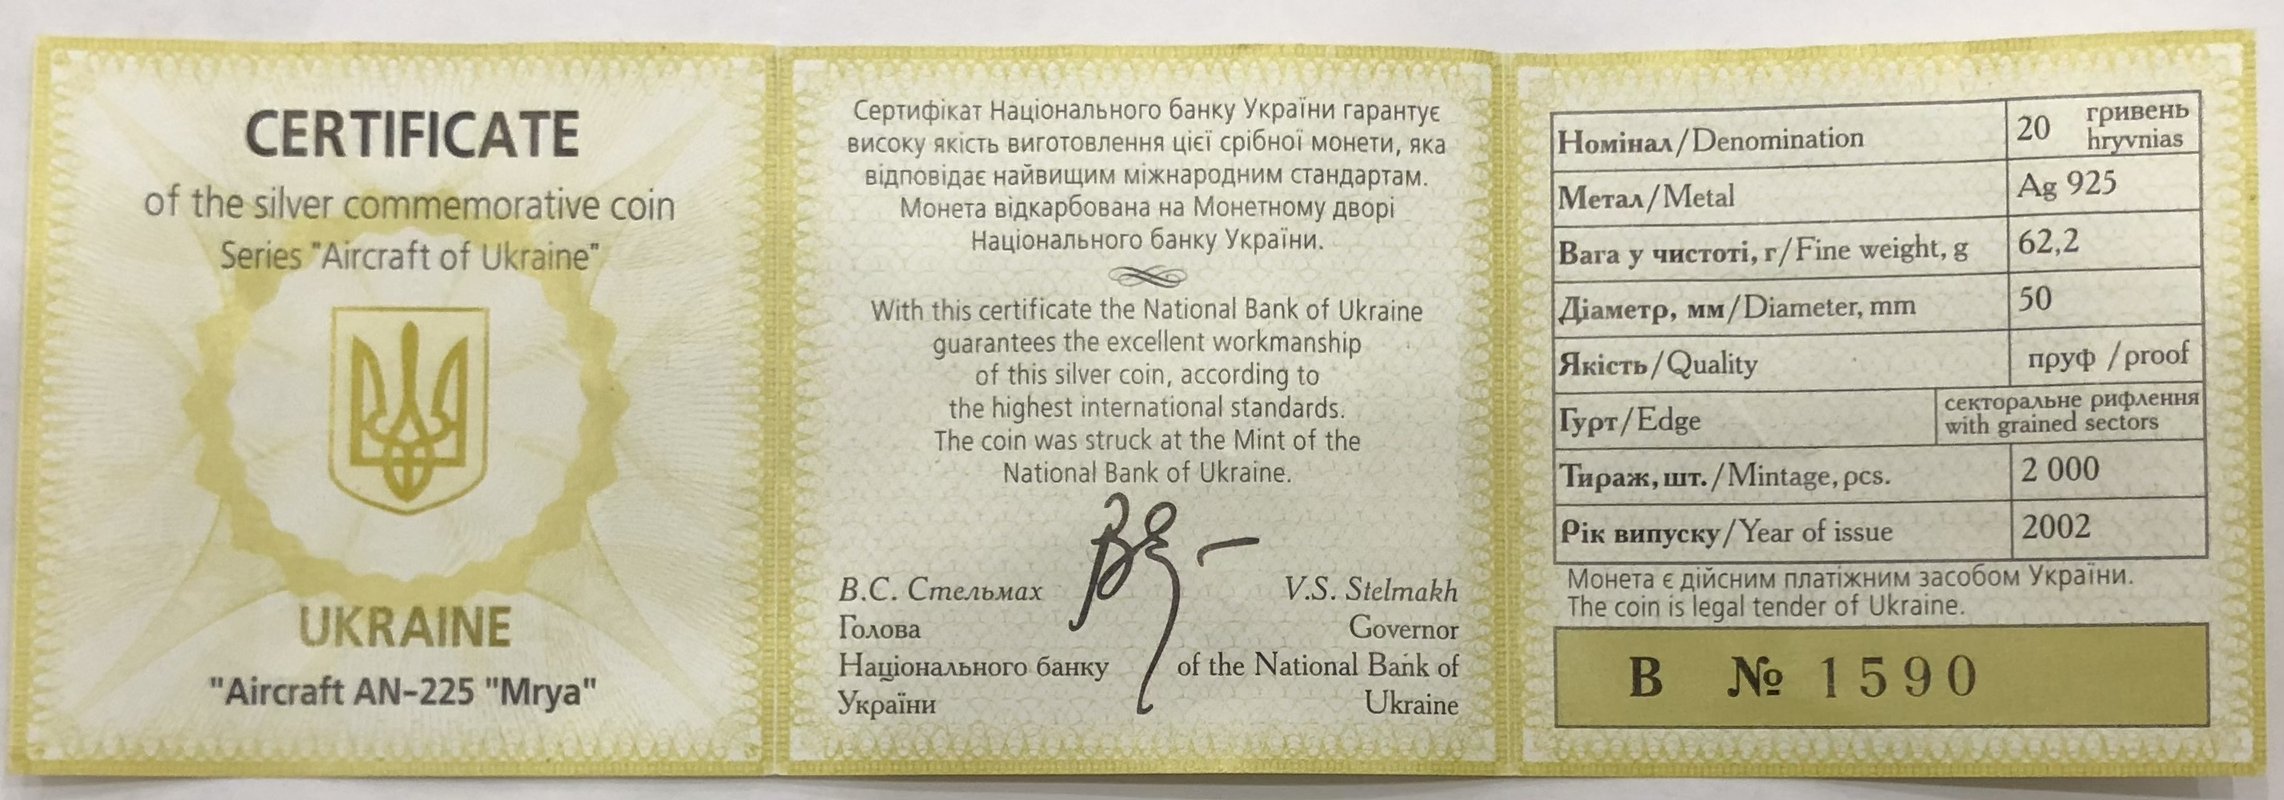 CERTIFICATE
of the silver commemorative coin
Series "Aircraft of Ukraine"
UKRAINE
"Aircraft AN-225 "Mrya"
Сертифікат Національного банку України гарантує
високу якість виготовлення цієї срібної монети, яка
відповідає найвищим міжнародним стандартам.
Монета відкарбована на Монетному дворі
Національного банку України.
With this certificate the National Bank of Ukraine
guarantees the excellent workmanship
of this silver coin, according to
the highest international standards.
The coin was struck at the Mint of the
National Bank of Ukraine.
В.С. Стельмах V.S. Stelmakh
Голова Governor
Національного банку of the National Bank of
України Ukraine
Номінал/Denomination 20 гривень hryvnias
Метал/Metal Ag 925
Вага у чистоті, г/Fine weight, g 62,2
Діаметр, мм/Diameter, mm 50
Якість/Quality пруф /proof
Гурт/Edge секторальне рифлення with grained sectors
Тираж, шт./Mintage, pcs. 2 000
Рік випуску/Year of issue 2002
Монета є дійсним платіжним засобом України.
The coin is legal tender of Ukraine.
В № 1590